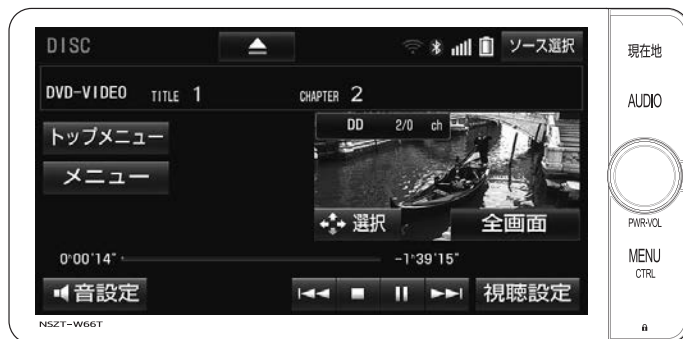 DISC ソース選択
DVD-VIDEO TITLE 1 CHAPTER 2
DD 2/0 ch
トップメニュー
メニュー
選択 全画面
0°00'14" -1°39'15"
音設定 視聴設定
NSZT-W66T
現在地
AUDIO
PWR·VOL
MENU
CTRL